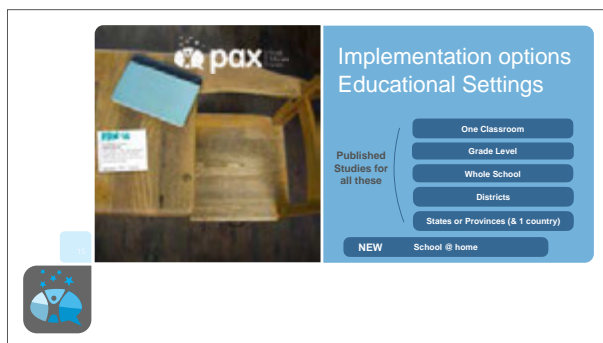 pax
Implementation options
Educational Settings
Published
Studies for
all these
One Classroom
Grade Level
Whole School
Districts
States or Provinces (& 1 country)
NEW School @ home